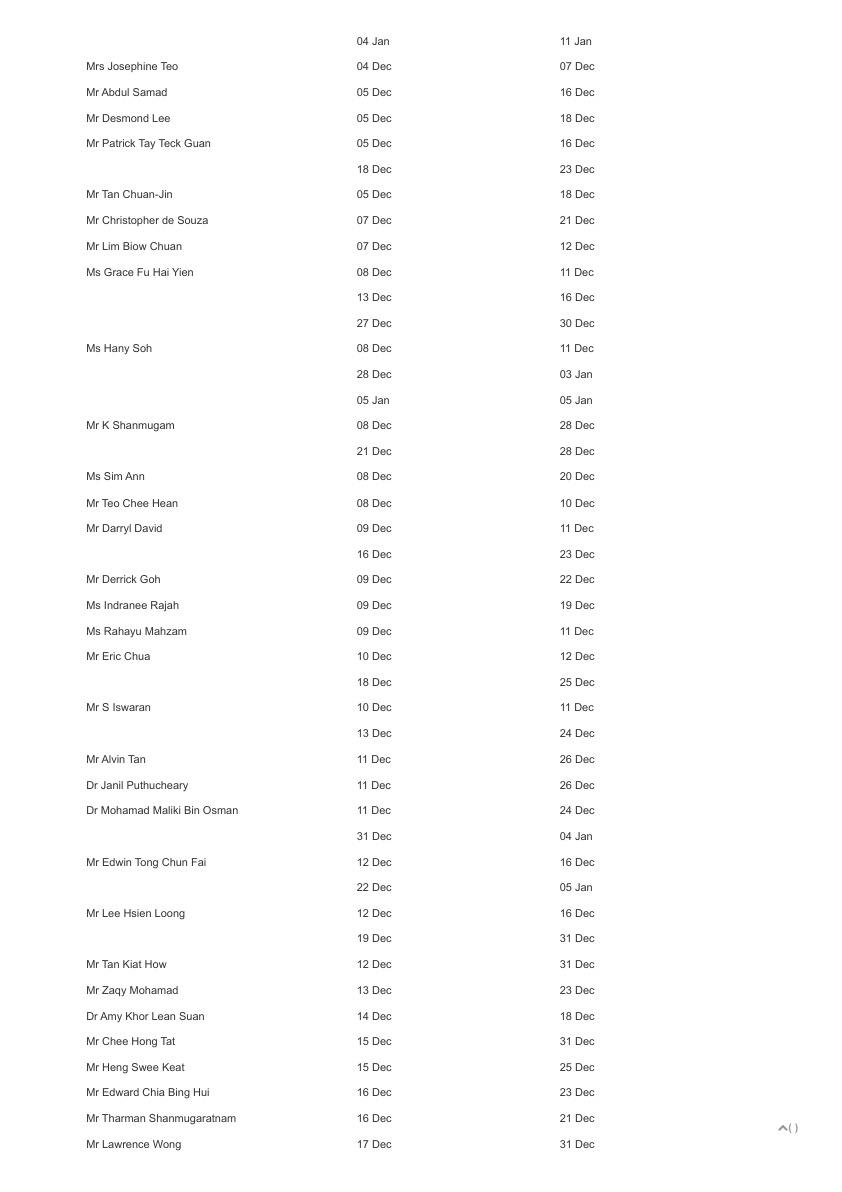 04 Jan 11 Jan
Mrs Josephine Teo 04 Dec 07 Dec
Mr Abdul Samad 05 Dec 16 Dec
Mr Desmond Lee 05 Dec 18 Dec
Mr Patrick Tay Teck Guan 05 Dec 16 Dec
18 Dec 23 Dec
Mr Tan Chuan-Jin 05 Dec 18 Dec
Mr Christopher de Souza 07 Dec 21 Dec
Mr Lim Biow Chuan 07 Dec 12 Dec
Ms Grace Fu Hai Yien 08 Dec 11 Dec
13 Dec 16 Dec
27 Dec 30 Dec
Ms Hany Soh 08 Dec 11 Dec
28 Dec 03 Jan
05 Jan 05 Jan
Mr K Shanmugam 08 Dec 28 Dec
21 Dec 28 Dec
Ms Sim Ann 08 Dec 20 Dec
Mr Teo Chee Hean 08 Dec 10 Dec
Mr Darryl David 09 Dec 11 Dec
16 Dec 23 Dec
Mr Derrick Goh 09 Dec 22 Dec
Ms Indranee Rajah 09 Dec 19 Dec
Ms Rahayu Mahzam 09 Dec 11 Dec
Mr Eric Chua 10 Dec 12 Dec
18 Dec 25 Dec
Mr S Iswaran 10 Dec 11 Dec
13 Dec 24 Dec
Mr Alvin Tan 11 Dec 26 Dec
Dr Janil Puthucheary 11 Dec 26 Dec
Dr Mohamad Maliki Bin Osman 11 Dec 24 Dec
31 Dec 04 Jan
Mr Edwin Tong Chun Fai 12 Dec 16 Dec
22 Dec 05 Jan
Mr Lee Hsien Loong 12 Dec 16 Dec
19 Dec 31 Dec
Mr Tan Kiat How 12 Dec 31 Dec
Mr Zaqy Mohamad 13 Dec 23 Dec
Dr Amy Khor Lean Suan 14 Dec 18 Dec
Mr Chee Hong Tat 15 Dec 31 Dec
Mr Heng Swee Keat 15 Dec 25 Dec
Mr Edward Chia Bing Hui 16 Dec 23 Dec
Mr Tharman Shanmugaratnam 16 Dec 21 Dec
( )
Mr Lawrence Wong 17 Dec 31 Dec